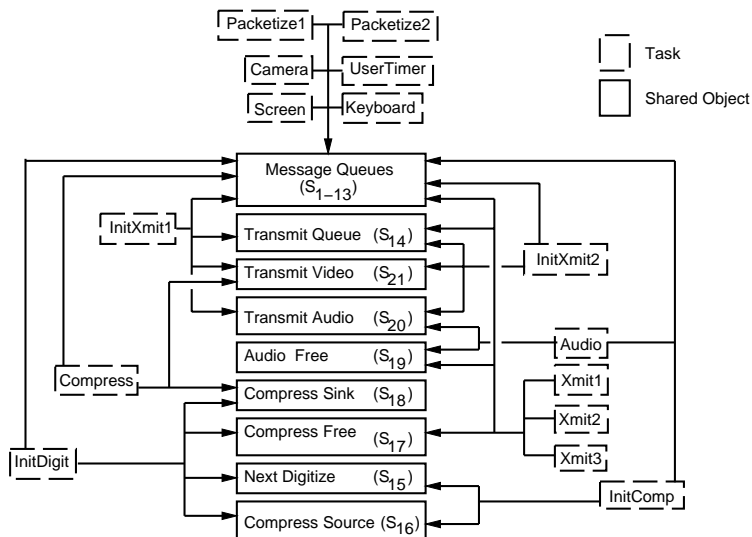 Packetize1
Packetize2
Camera
UserTimer
Screen
Keyboard
Task
Shared Object
Message Queues
(S1–13)
InitXmit1
Transmit Queue (S14)
Transmit Video (S21)
InitXmit2
Transmit Audio (S20)
Audio Free (S19)
Audio
Compress
Compress Sink (S18)
Xmit1
Compress Free (S17)
Xmit2
Xmit3
InitDigit
Next Digitize (S15)
InitComp
Compress Source (S16)